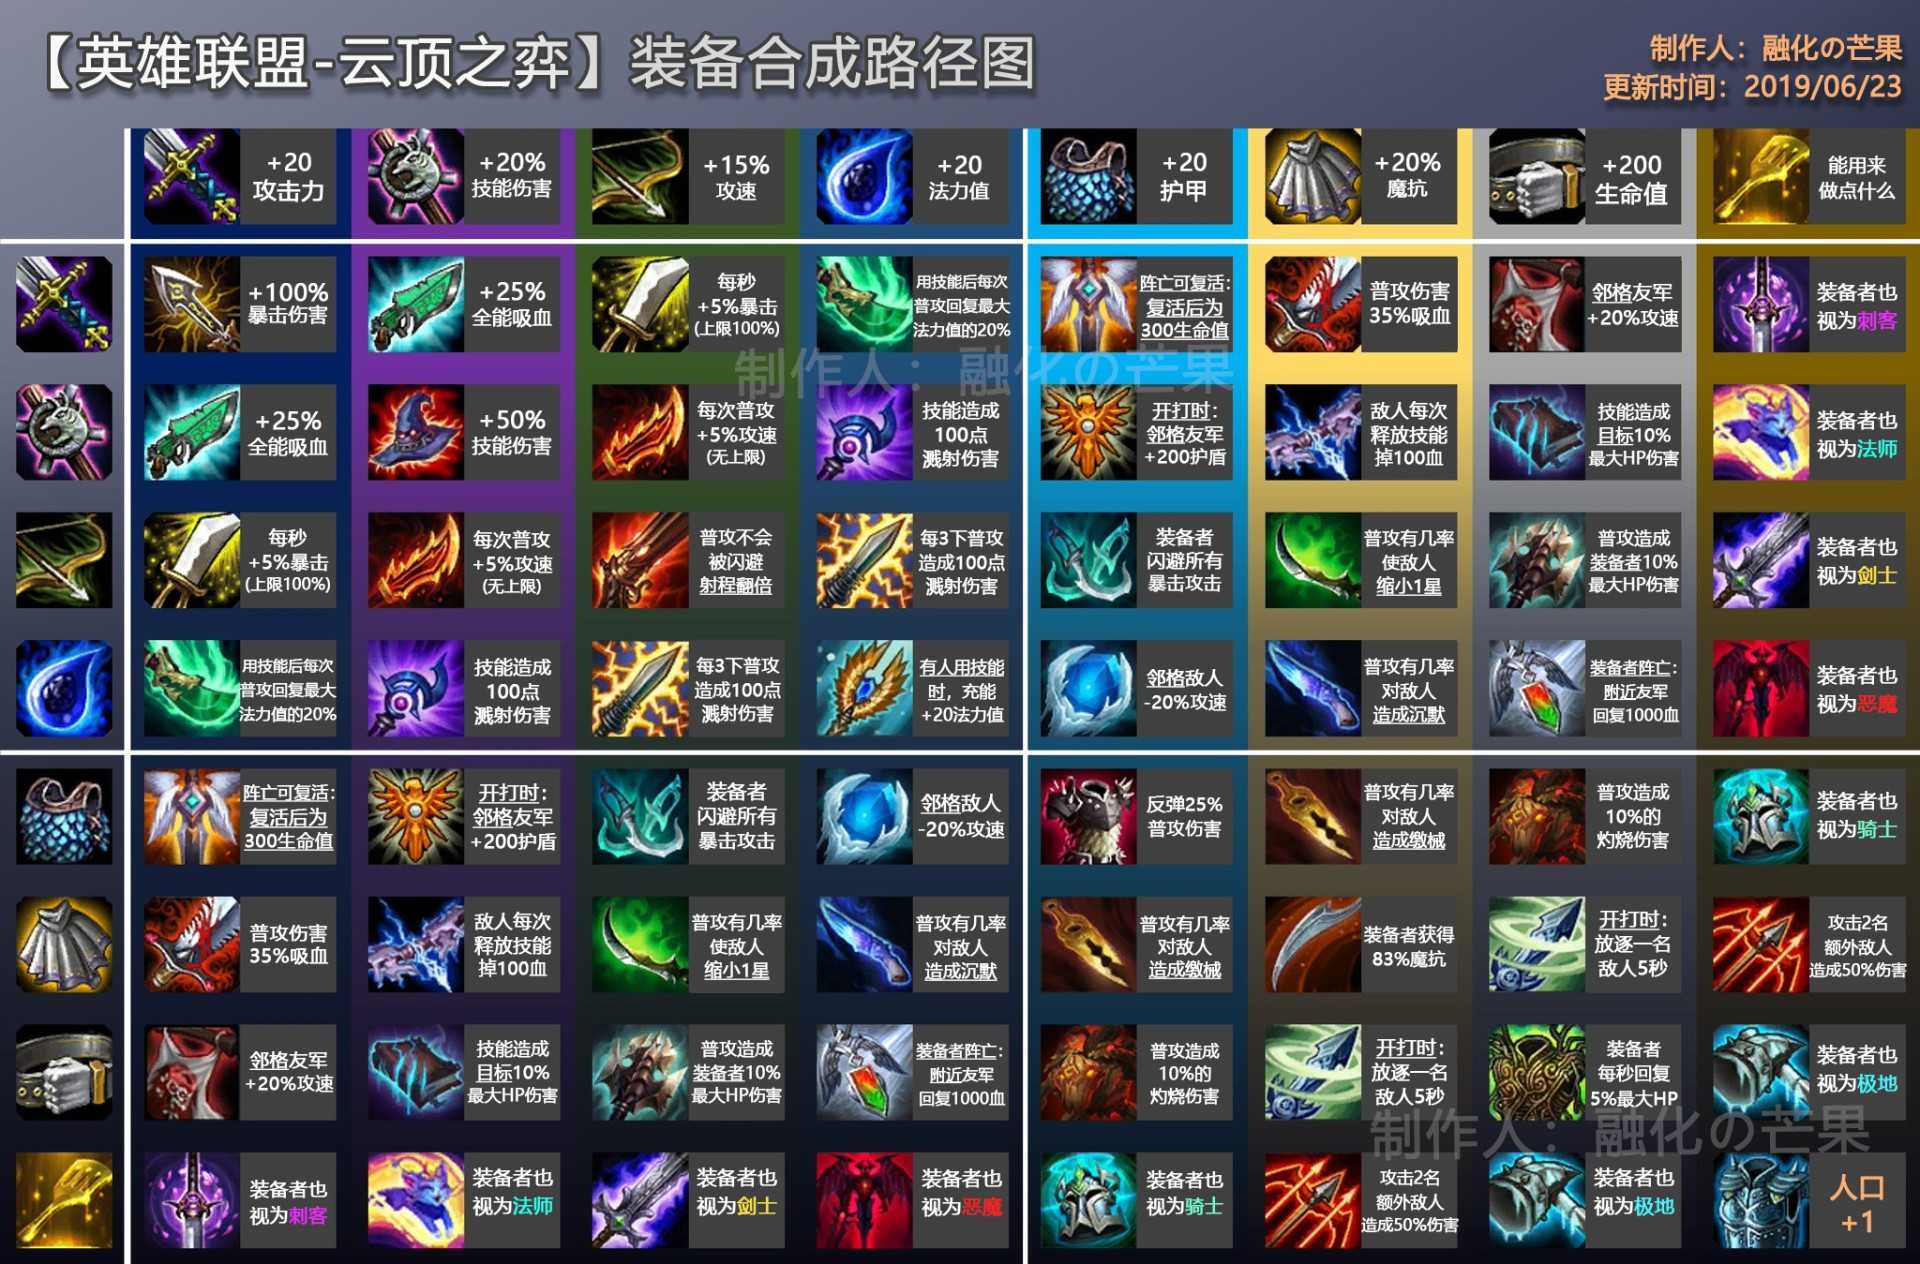 【英雄联盟-云顶之弈】装备合成路径图
制作人：融化の芒果
更新时间：2019/06/23
+20
攻击力
+20%
技能伤害
+15%
攻速
+20
法力值
+20
护甲
+20%
魔抗
+200
生命值
能用来
做点什么
+100%
暴击伤害
+25%
全能吸血
每秒
+5%暴击
(上限100%)
用技能后每次
普攻回复最大
法力值的20%
阵亡可复活：
复活后为
300生命值
普攻伤害
35%吸血
邻格友军
+20%攻速
装备者也
视为刺客
制作人：融化の芒果
+25%
全能吸血
+50%
技能伤害
每次普攻
+5%攻速
(无上限)
技能造成
100点
溅射伤害
开打时：
邻格友军
+200护盾
敌人每次
释放技能
掉100血
技能造成
目标10%
最大HP伤害
装备者也
视为法师
每秒
+5%暴击
(上限100%)
每次普攻
+5%攻速
(无上限)
普攻不会
被闪避
射程翻倍
每3下普攻
造成100点
溅射伤害
装备者
闪避所有
暴击攻击
普攻有几率
使敌人
缩小1星
普攻造成
装备者10%
最大HP伤害
装备者也
视为剑士
用技能后每次
普攻回复最大
法力值的20%
技能造成
100点
溅射伤害
每3下普攻
造成100点
溅射伤害
有人用技能
时，充能
+20法力值
邻格敌人
-20%攻速
普攻有几率
对敌人
造成沉默
装备者阵亡：
附近友军
回复1000血
装备者也
视为恶魔
阵亡可复活：
复活后为
300生命值
开打时：
邻格友军
+200护盾
装备者
闪避所有
暴击攻击
邻格敌人
-20%攻速
反弹25%
普攻伤害
普攻有几率
对敌人
造成缴械
普攻造成
10%的
灼烧伤害
装备者也
视为骑士
普攻伤害
35%吸血
敌人每次
释放技能
掉100血
普攻有几率
使敌人
缩小1星
普攻有几率
对敌人
造成沉默
普攻有几率
对敌人
造成缴械
装备者获得
83%魔抗
开打时：
放逐一名
敌人5秒
攻击2名
额外敌人
造成50%伤害
邻格友军
+20%攻速
技能造成
目标10%
最大HP伤害
普攻造成
装备者10%
最大HP伤害
装备者阵亡：
附近友军
回复1000血
普攻造成
10%的
灼烧伤害
开打时：
放逐一名
敌人5秒
装备者
每秒回复
5%最大HP
装备者也
视为极地
制作人：融化の芒果
装备者也
视为刺客
装备者也
视为法师
装备者也
视为剑士
装备者也
视为恶魔
装备者也
视为骑士
攻击2名
额外敌人
造成50%伤害
装备者也
视为极地
人口
+1